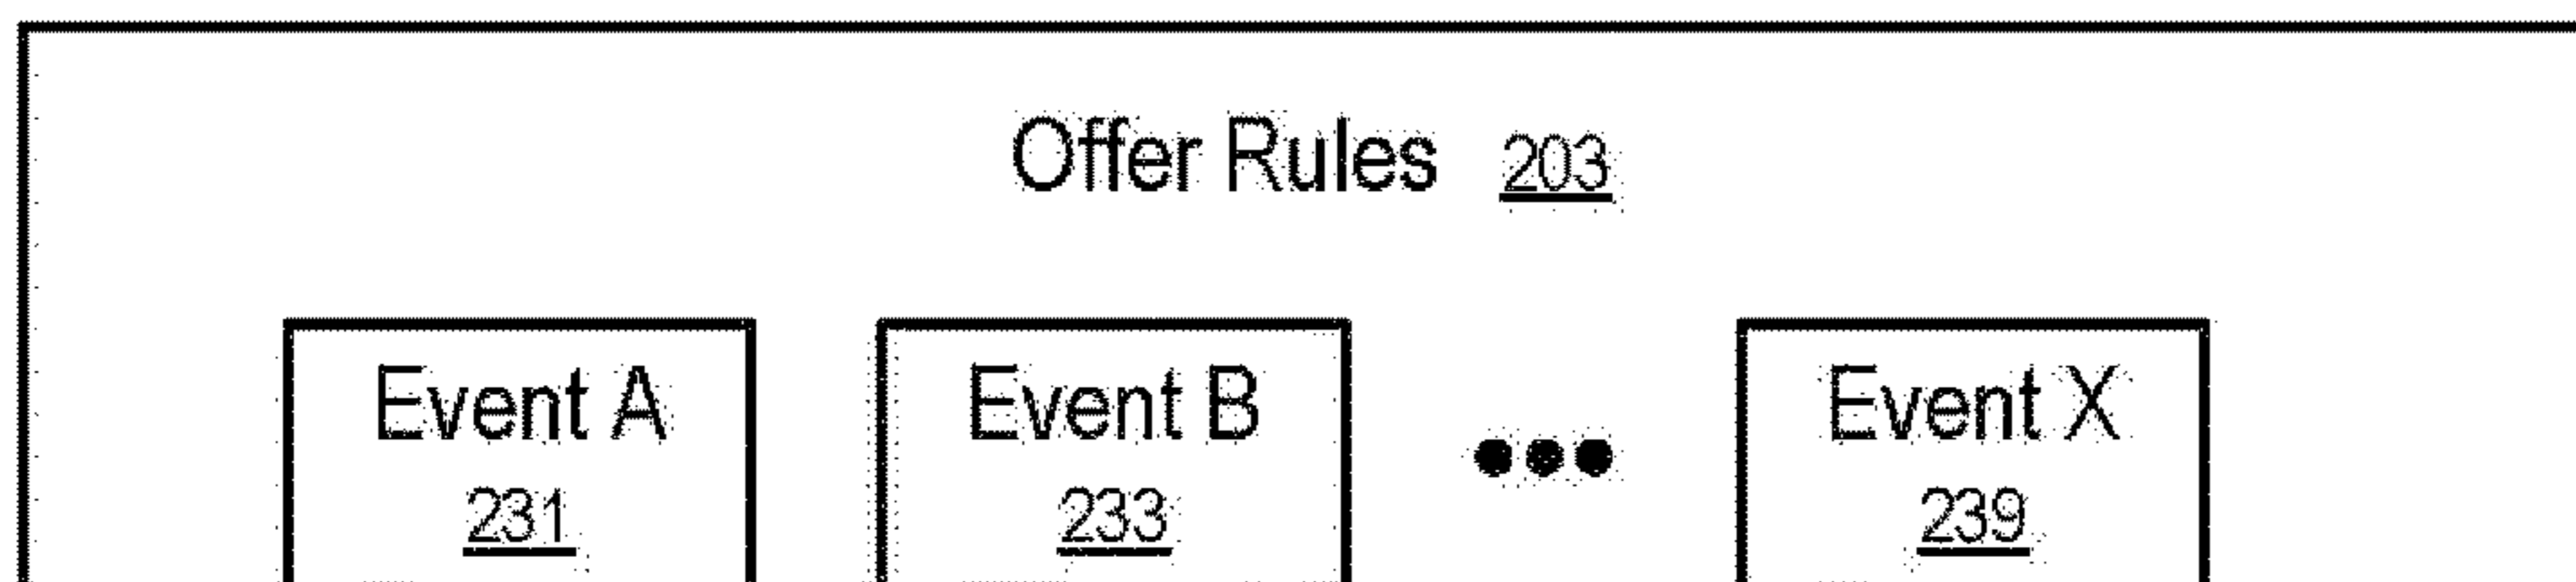 Offer Rules 203
Event A
231
Event B
233
●●●
Event X
239